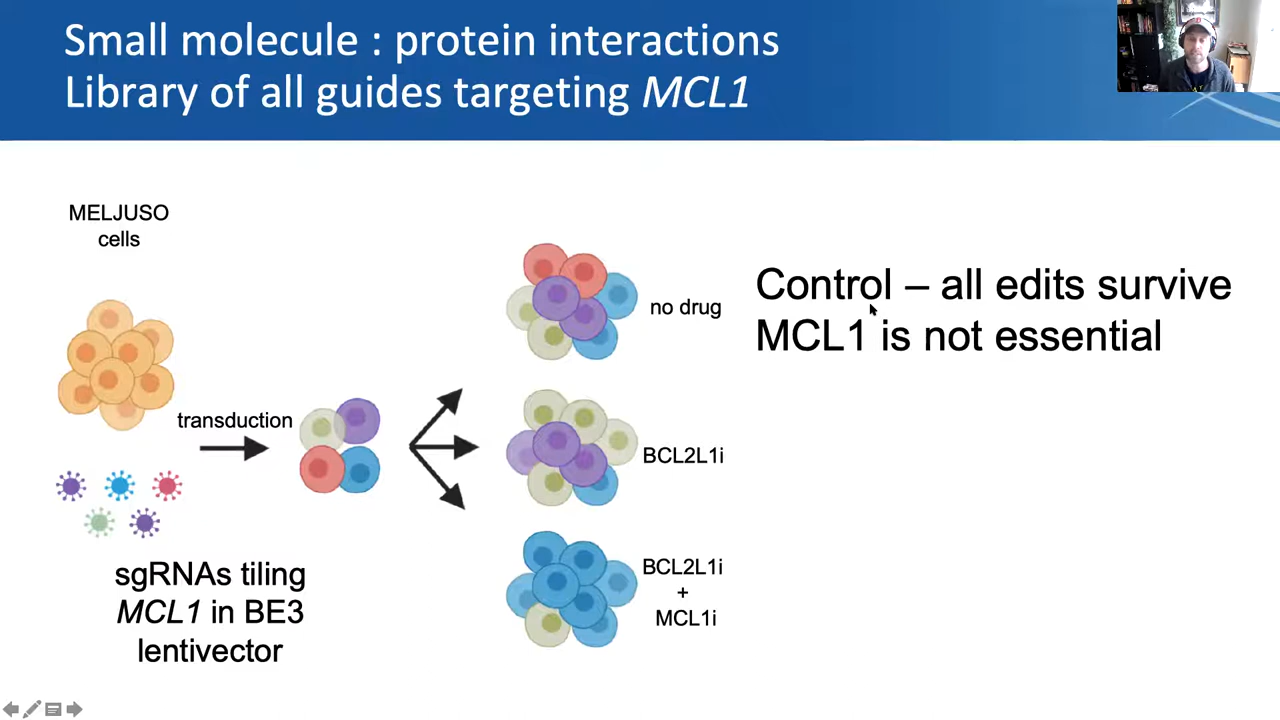 Small molecule : protein interactions
Library of all guides targeting MCL1
MELJUSO
cells
transduction
sgRNAs tiling
MCL1 in BE3
lentivector
no drug
BCL2L1i
BCL2L1i
+
MCL1i
Control – all edits survive
MCL1 is not essential